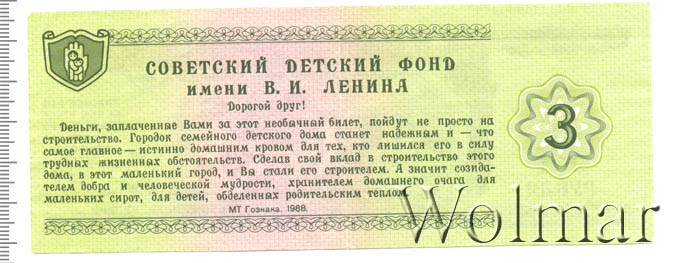 СОВЕТСКИЙ ДЕТСКИЙ ФОНД
имени В. И. ЛЕНИНА
Дорогой друг!
Деньги, заплаченные Вами за этот необычный билет, пойдут не просто на
строительство. Городок семейного детского дома станет надежным и — что
самое главное — истинно домашним кровом для тех, кто лишился его в силу
трудных жизненных обстоятельств. Сделав свой вклад в строительство этого
дома, в этот маленький город, и Вы стали его строителем. А значит созида-
телем добра и человеческой мудрости, хранителем домашнего очага для
маленьких сирот, для детей, обделенных родительским теплом.
МТ Гознака. 1988.
3
Wolmar